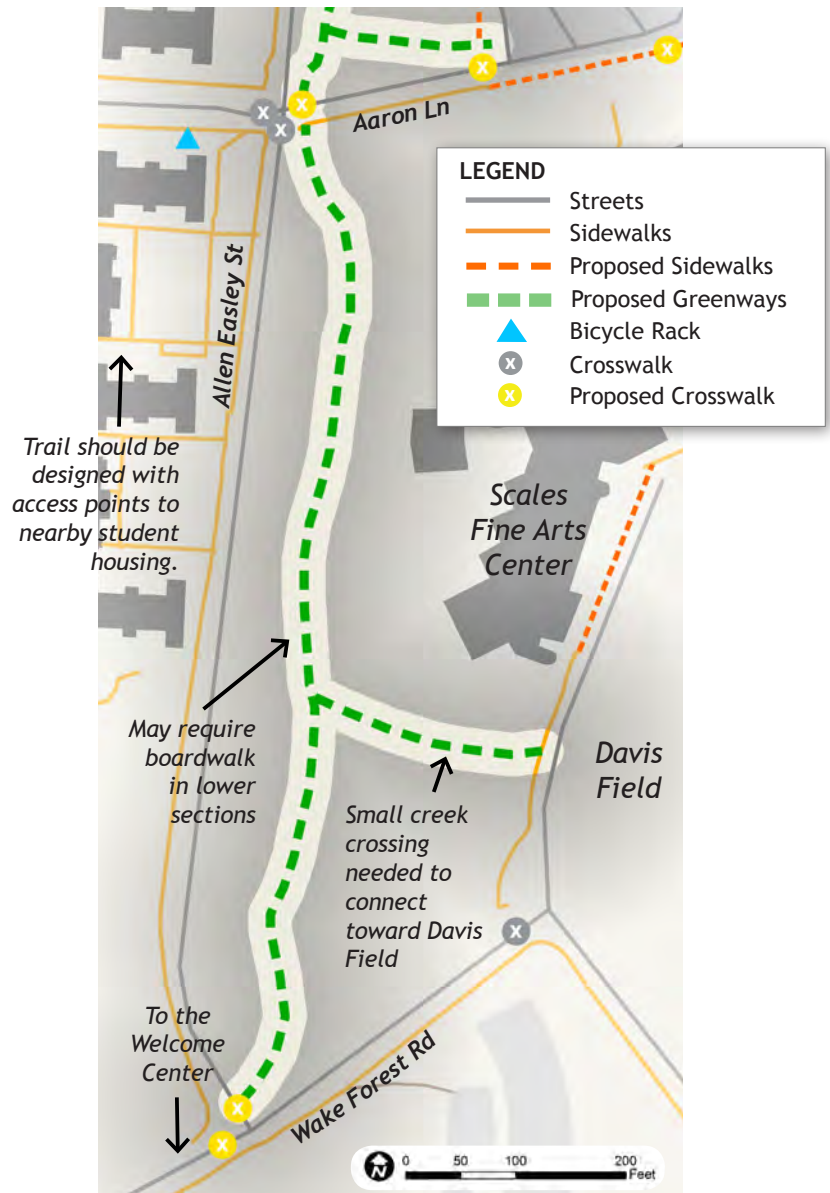 Aaron Ln
LEGEND
Streets
Sidewalks
Proposed Sidewalks
Proposed Greenways
Bicycle Rack
X Crosswalk
X Proposed Crosswalk
X
X
X
X
X
Allen Easley St
Trail should be
designed with
access points to
nearby student
housing.
Scales
Fine Arts
Center
May require
boardwalk
in lower
sections
Small creek
crossing
needed to
connect
toward Davis
Field
Davis
Field
X
To the
Welcome
Center
X
X
Wake Forest Rd
N
0 50 100 200
Feet